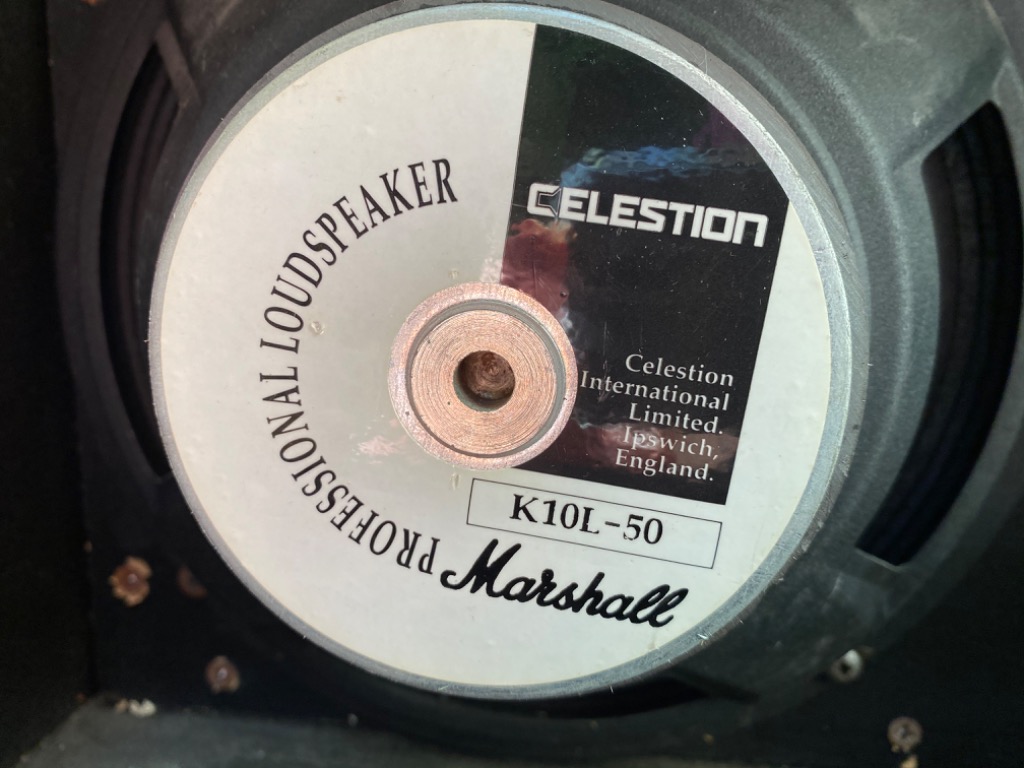 PROFESSIONAL LOUDSPEAKER
CELESTION
Celestion
International
Limited.
Ipswich,
England.
K10L-50
Marshall